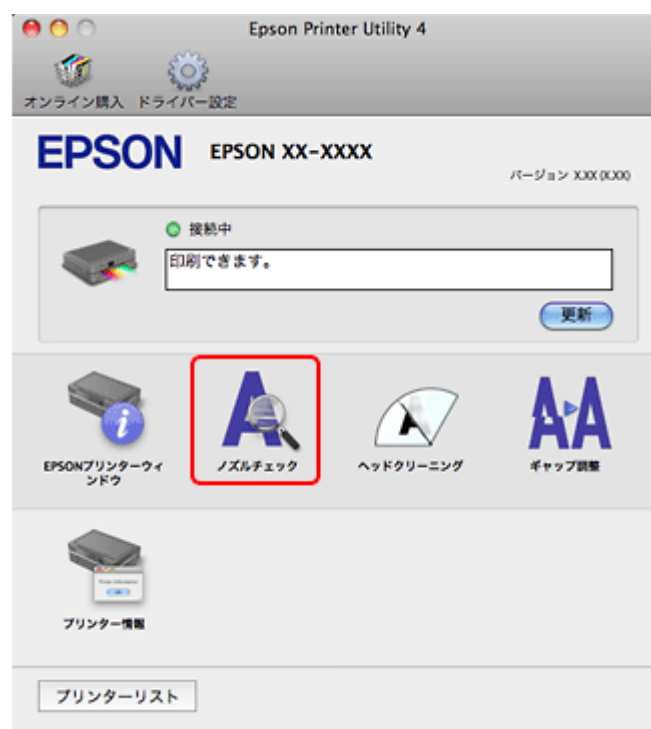 Epson Printer Utility 4
オンライン購入 ドライバー設定
EPSON EPSON XX-XXXX
バージョン X.XX (X.XX)
接続中
印刷できます。
更新
EPSONプリンターウィ
ンドウ
ノズルチェック
ヘッドクリーニング
ギャップ調整
プリンター情報
プリンターリスト